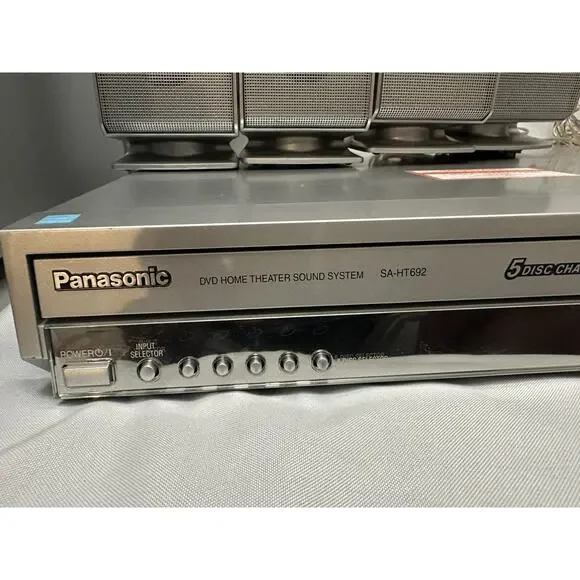 Panasonic
DVD HOME THEATER SOUND SYSTEM SA-HT692
5 DISC CHA
POWER ⏻/I
INPUT
SELECTOR